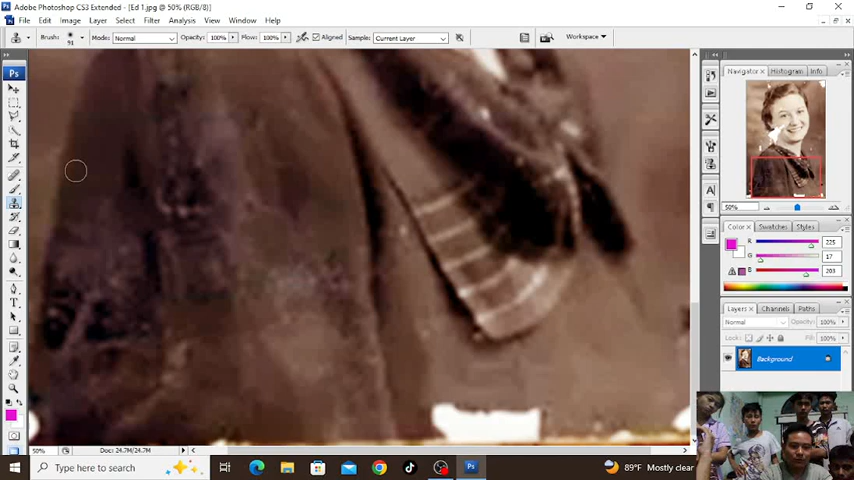 Adobe Photoshop CS3 Extended - [Ed 1.jpg @ 50% (RGB/8)]
File Edit Image Layer Select Filter Analysis View Window Help
Brush: 51 Mode: Normal Opacity: 100% Flow: 100% Aligned Sample: Current Layer Workspace
Ps
Navigator × Histogram Info
50%
Color × Swatches Styles
R 225
G 17
B 203
Layers × Channels Paths
Normal Opacity: 100%
Lock: Fill: 100%
Background
50% Doc: 24.7M/24.7M
Type here to search
89°F Mostly clear